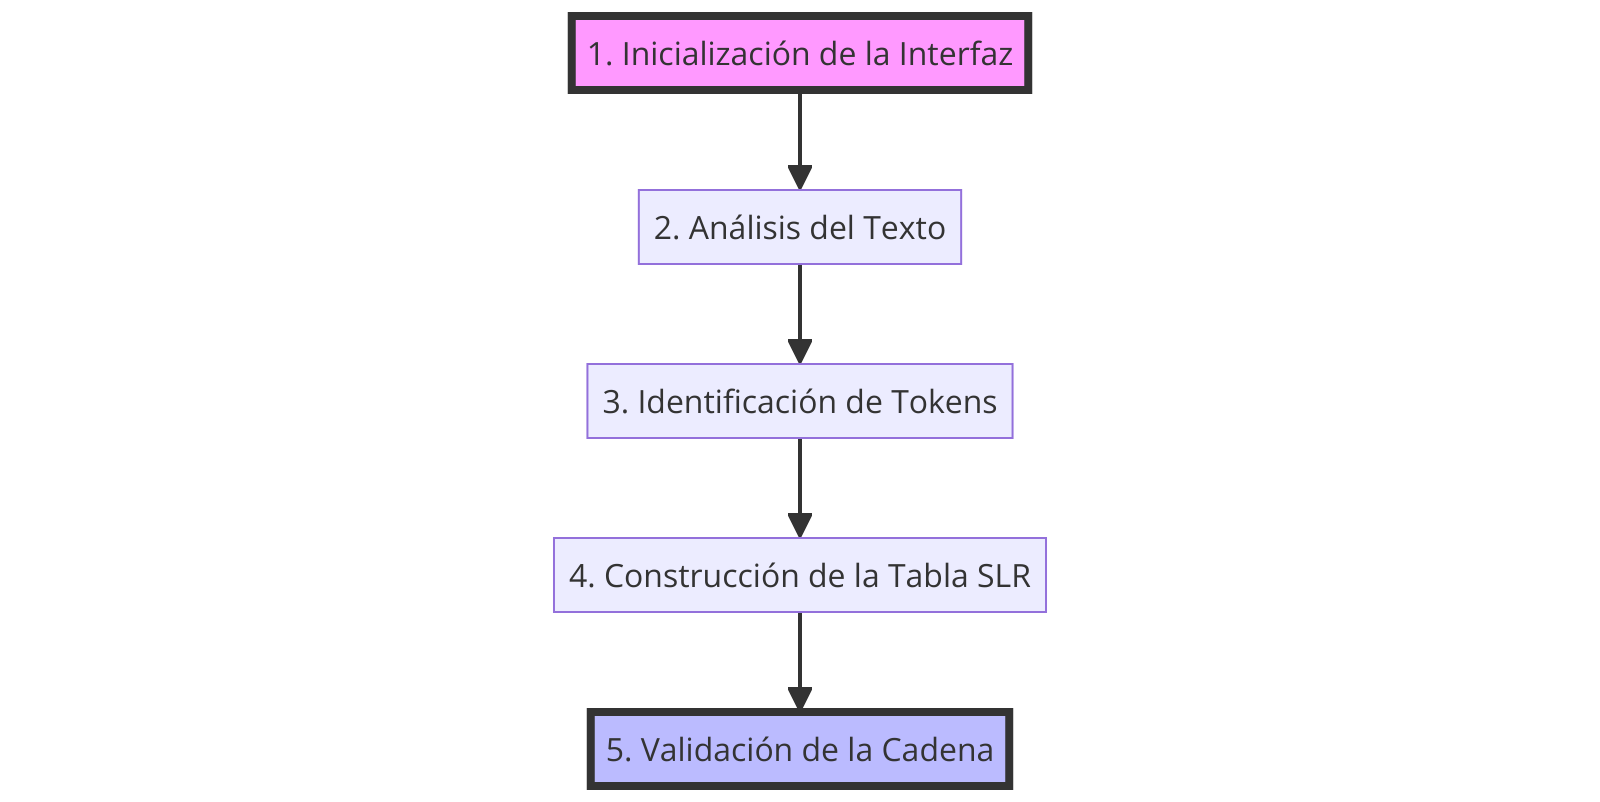 1. Inicialización de la Interfaz
2. Análisis del Texto
3. Identificación de Tokens
4. Construcción de la Tabla SLR
5. Validación de la Cadena